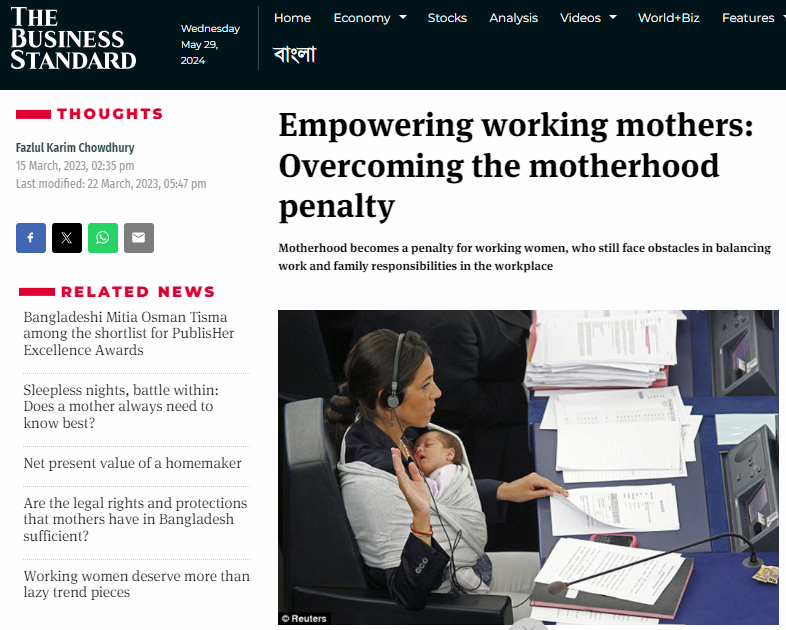 THE
BUSINESS
STANDARD
Wednesday
May 29,
2024
Home Economy Stocks Analysis Videos World+Biz Features
বাংলা
THOUGHTS
Fazlul Karim Chowdhury
15 March, 2023, 02:35 pm
Last modified: 22 March, 2023, 05:47 pm
RELATED NEWS
Bangladeshi Mitia Osman Tisma
among the shortlist for PublisHer
Excellence Awards
Sleepless nights, battle within:
Does a mother always need to
know best?
Net present value of a homemaker
Are the legal rights and protections
that mothers have in Bangladesh
sufficient?
Working women deserve more than
lazy trend pieces
Empowering working mothers:
Overcoming the motherhood
penalty
Motherhood becomes a penalty for working women, who still face obstacles in balancing
work and family responsibilities in the workplace
© Reuters